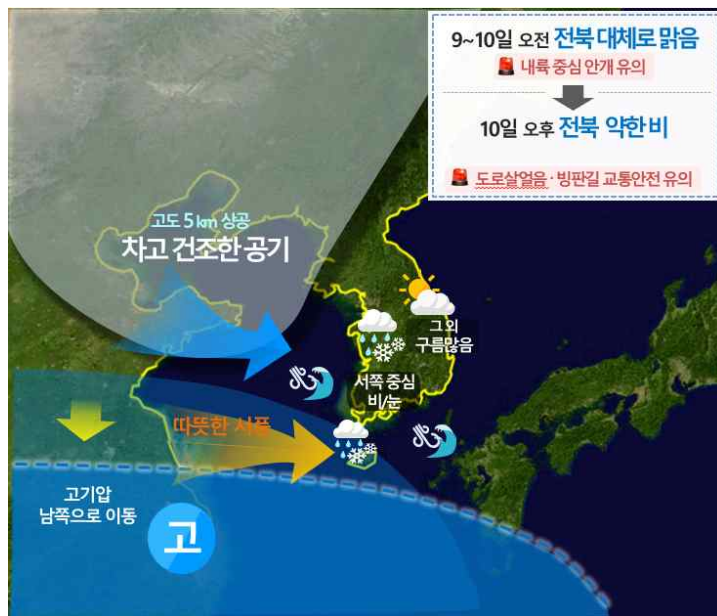 9~10일 오전 전북 대체로 맑음
내륙 중심 안개 유의
10일 오후 전북 약한 비
도로살얼음·빙판길 교통안전 유의
고도 5 km 상공
차고 건조한 공기
그 외
구름많음
서쪽 중심
비/눈
따뜻한 서풍
고기압
남쪽으로 이동
고